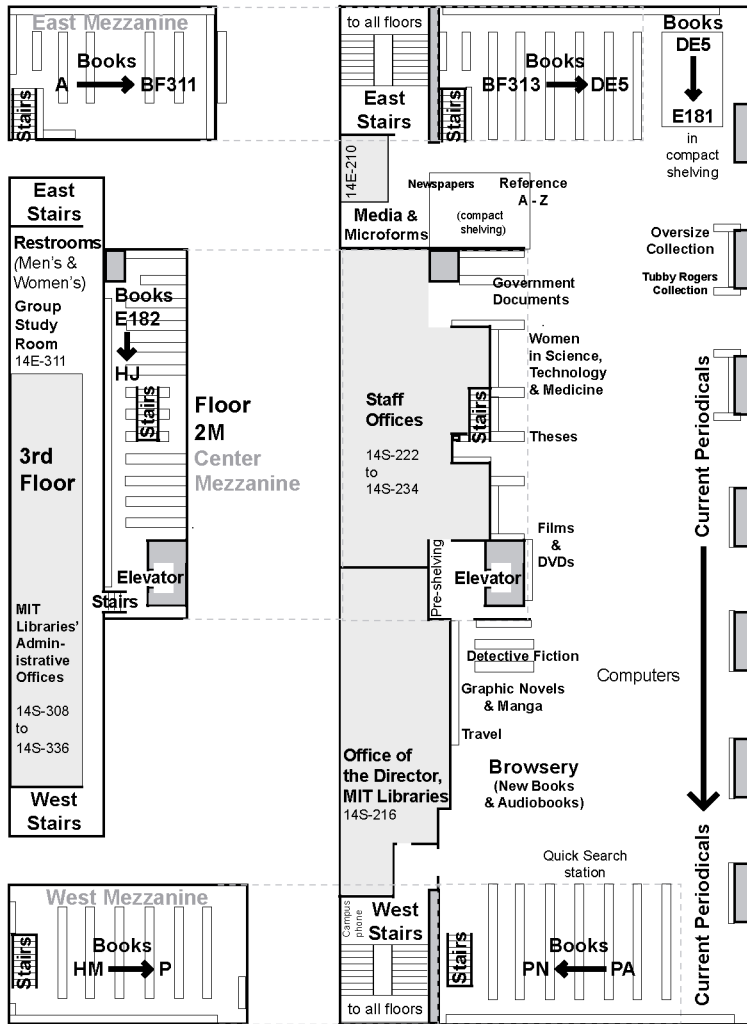 East Mezzanine
Books
A
BF311
Stairs
to all floors
East
Stairs
Books
BF313
DE5
Stairs
Books
DE5
E181
in
compact
shelving
14E-210
Media &
Microforms
Newspapers
(compact
shelving)
Reference
A - Z
Oversize
Collection
Tubby Rogers
Collection
East
Stairs
Restrooms
(Men's &
Women's)
Group
Study
Room
14E-311
3rd
Floor
MIT
Libraries'
Admin-
istrative
Offices
14S-308
to
14S-336
West
Stairs
Books
E182
HJ
Stairs
Elevator
Stairs
Floor
2M
Center
Mezzanine
Government
Documents
Women
in Science,
Technology
& Medicine
Staff
Offices
14S-222
to
14S-234
Stairs
Theses
Films
&
DVDs
Pre-shelving
Elevator
Current Periodicals
Detective Fiction
Computers
Graphic Novels
& Manga
Travel
Office of
the Director,
MIT Libraries
14S-216
Browsery
(New Books
& Audiobooks)
Quick Search
station
Current Periodicals
West Mezzanine
Books
HM
P
Stairs
Campus
phone
West
Stairs
to all floors
Stairs
Books
PN
PA